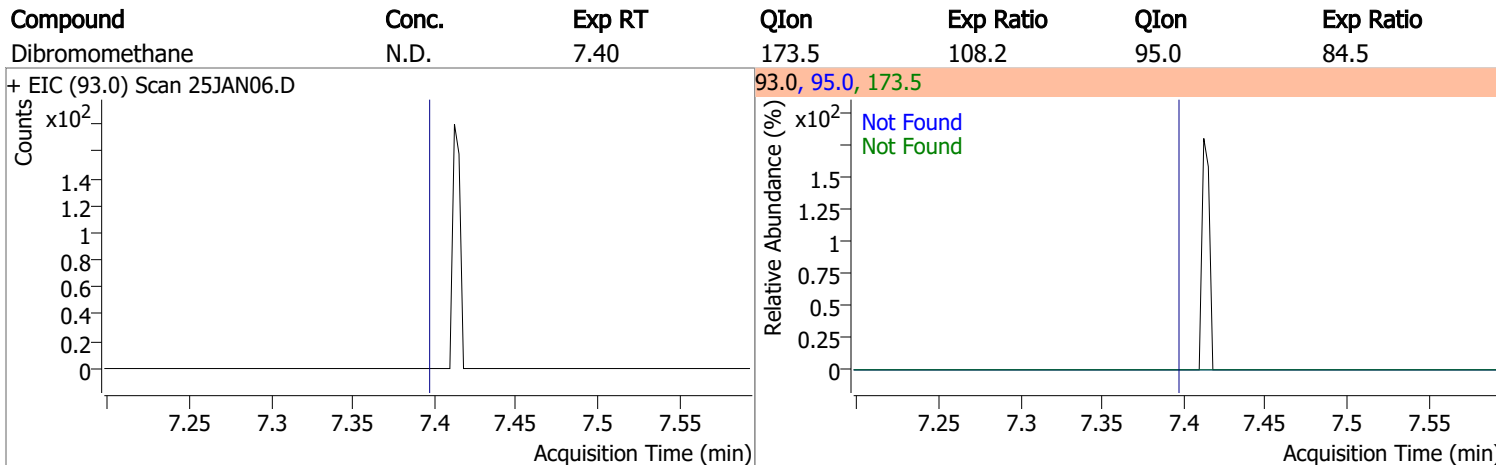 Compound Conc. Exp RT QIon Exp Ratio QIon Exp Ratio
Dibromomethane N.D. 7.40 173.5 108.2 95.0 84.5
+ EIC (93.0) Scan 25JAN06.D
Counts
x10²
1.4
1.2
1
0.8
0.6
0.4
0.2
0
7.25 7.3 7.35 7.4 7.45 7.5 7.55
Acquisition Time (min)
93.0, 95.0, 173.5
Relative Abundance (%)
x10²
Not Found
Not Found
1.5
1.25
1
0.75
0.5
0.25
0
7.25 7.3 7.35 7.4 7.45 7.5 7.55
Acquisition Time (min)